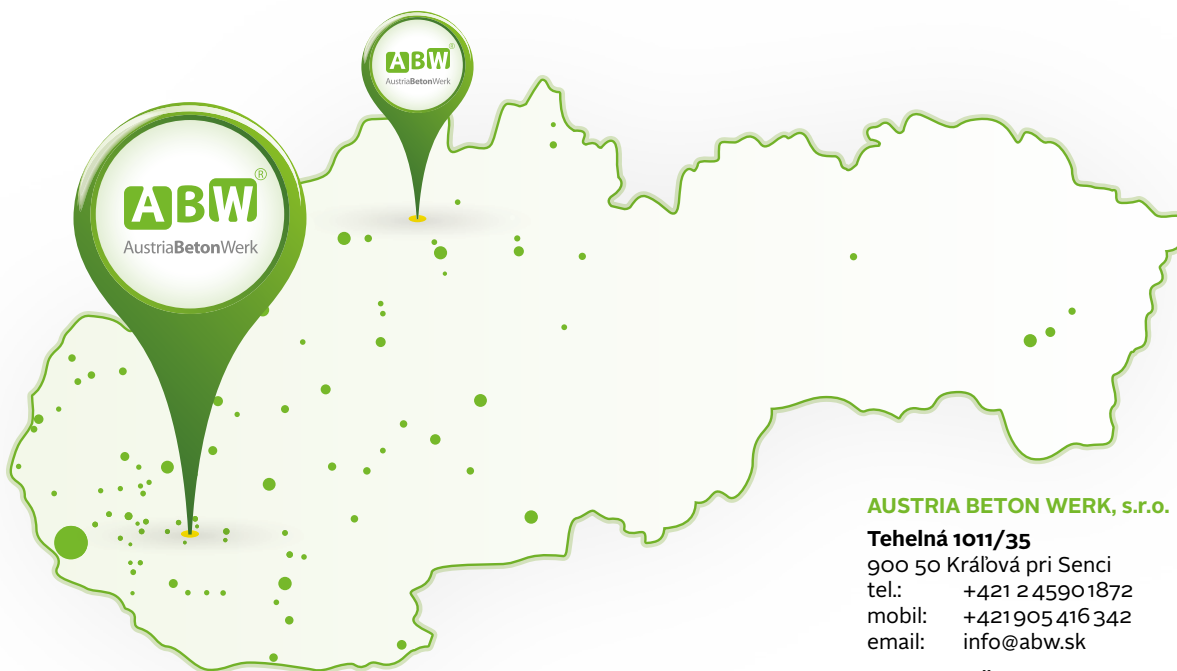 ABW®
AustriaBetonWerk
ABW®
AustriaBetonWerk
AUSTRIA BETON WERK, s.r.o.
Tehelná 1011/35
900 50 Kráľová pri Senci
tel.: +421 2 4590 1872
mobil: +421 905 416 342
email: info@abw.sk